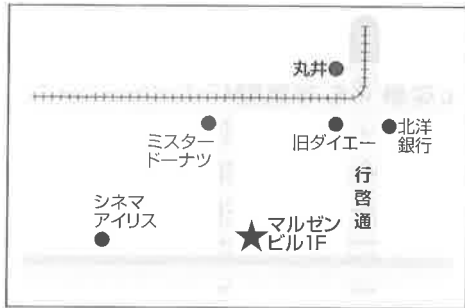 丸井
ミスター
ドーナツ
旧ダイエー
北洋
銀行
行啓通
シネマ
アイリス
マルゼン
ビル1F